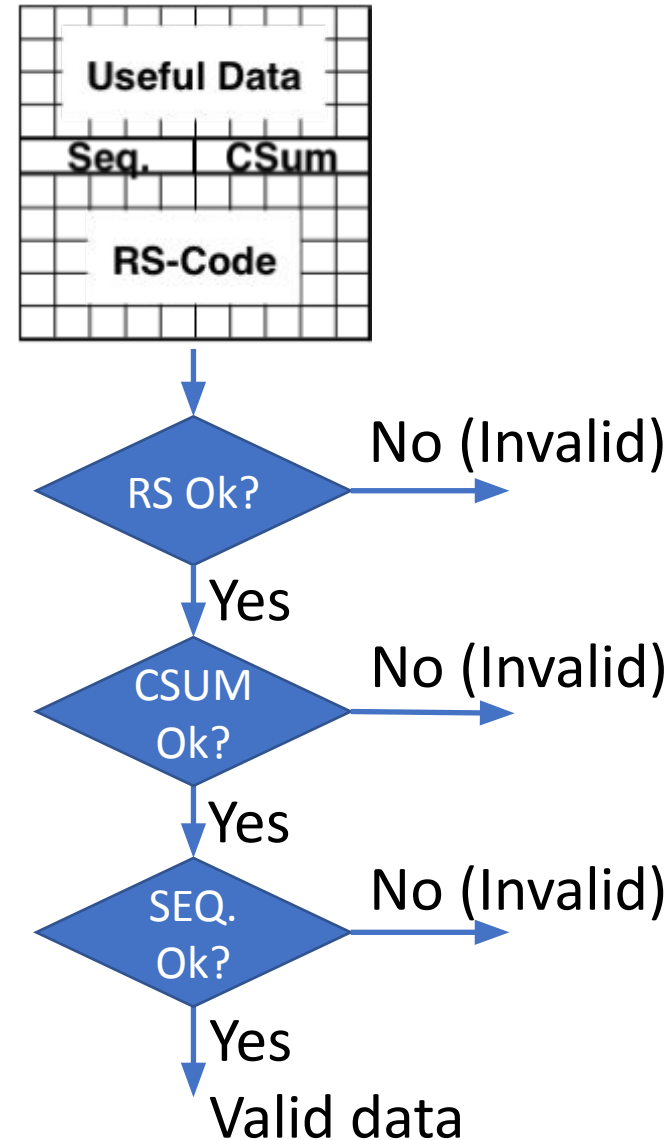 Useful Data
Seq. CSum
RS-Code
RS Ok?
No (Invalid)
Yes
CSUM
Ok?
No (Invalid)
Yes
SEQ.
Ok?
No (Invalid)
Yes
Valid data